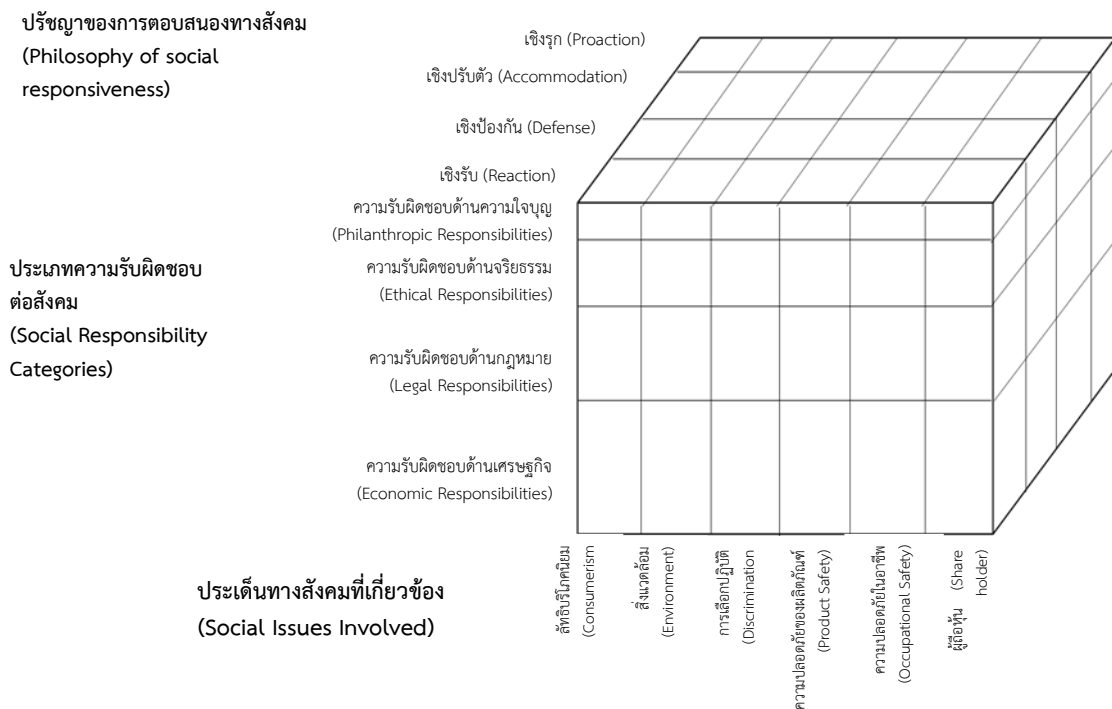 ปรัชญาของการตอบสนองทางสังคม
(Philosophy of social
responsiveness)
เชิงรุก (Proaction)
เชิงปรับตัว (Accommodation)
เชิงป้องกัน (Defense)
เชิงรับ (Reaction)
ประเภทความรับผิดชอบ
ต่อสังคม
(Social Responsibility
Categories)
ความรับผิดชอบด้านความใจบุญ
(Philanthropic Responsibilities)
ความรับผิดชอบด้านจริยธรรม
(Ethical Responsibilities)
ความรับผิดชอบด้านกฎหมาย
(Legal Responsibilities)
ความรับผิดชอบด้านเศรษฐกิจ
(Economic Responsibilities)
ประเด็นทางสังคมที่เกี่ยวข้อง
(Social Issues Involved)
ลัทธิบริโภคนิยม
(Consumerism
สิ่งแวดล้อม
(Environment)
การเลือกปฏิบัติ
(Discrimination
ความปลอดภัยของผลิตภัณฑ์
(Product Safety)
ความปลอดภัยในอาชีพ
(Occupational Safety)
ผู้ถือหุ้น (Share
holder)